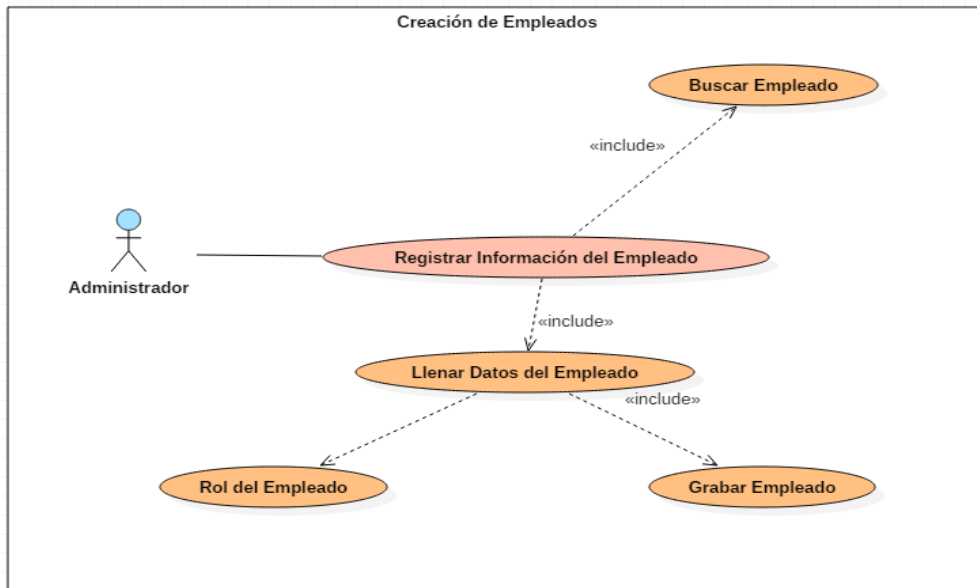 Creación de Empleados
Buscar Empleado
«include»
Registrar Información del Empleado
Administrador
«include»
Llenar Datos del Empleado
«include»
Rol del Empleado
Grabar Empleado